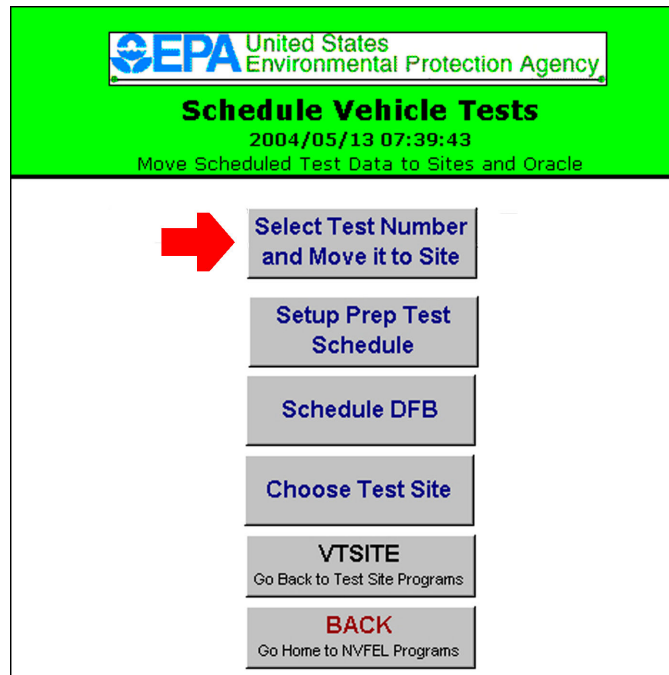 EPA United States
Environmental Protection Agency
Schedule Vehicle Tests
2004/05/13 07:39:43
Move Scheduled Test Data to Sites and Oracle
Select Test Number
and Move it to Site
Setup Prep Test
Schedule
Schedule DFB
Choose Test Site
VTSITE
Go Back to Test Site Programs
BACK
Go Home to NVFEL Programs